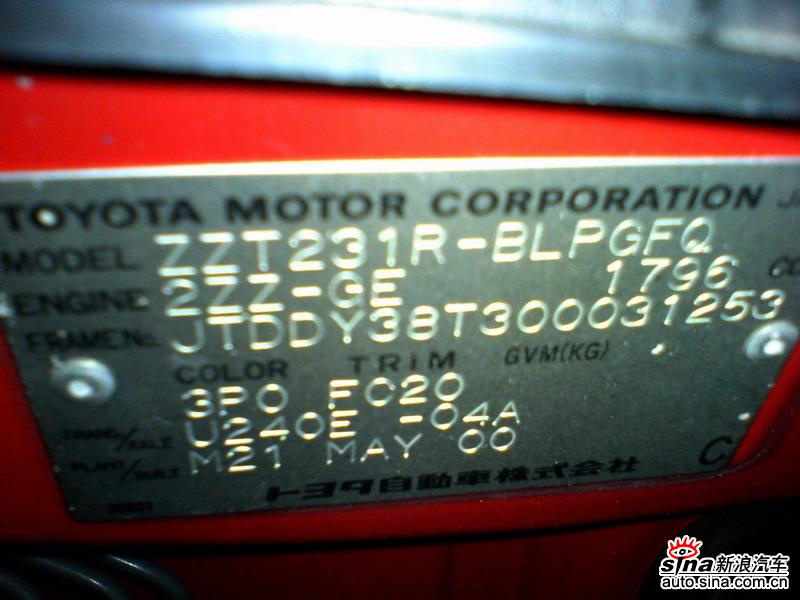 TOYOTA MOTOR CORPORATION
MODEL ZZT231R-BLPGFQ
ENGINE 2ZZ-GE 1796 CC
FRAME No. JTDDY38T300031253
COLOR TRIM GVM(KG)
3P0 FC20
TRANS/AXLE U240E -04A
PLANT/BUILT M21 MAY 00
C
トヨタ自動車株式会社
sina新浪汽车
auto.sina.com.cn